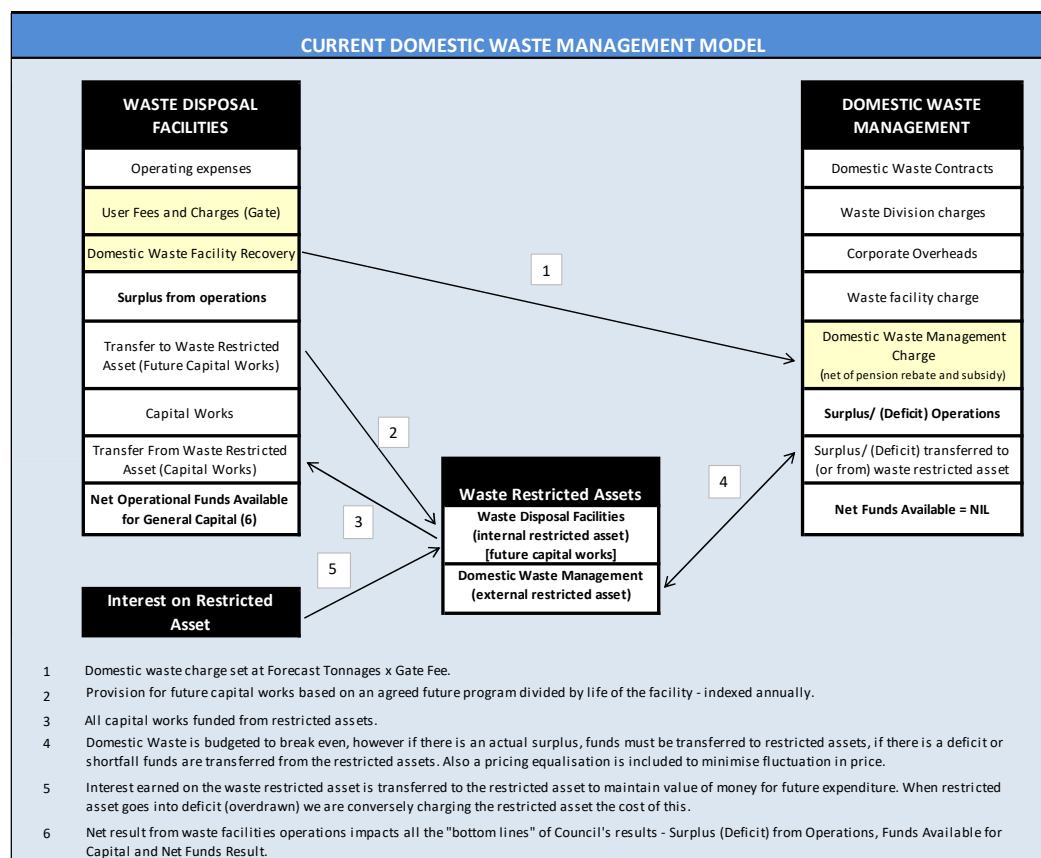 CURRENT DOMESTIC WASTE MANAGEMENT MODEL
WASTE DISPOSAL
FACILITIES
Operating expenses
User Fees and Charges (Gate)
Domestic Waste Facility Recovery
Surplus from operations
Transfer to Waste Restricted
Asset (Future Capital Works)
Capital Works
Transfer From Waste Restricted
Asset (Capital Works)
Net Operational Funds Available
for General Capital (6)
Interest on Restricted
Asset
1
2
3
5
4
Waste Restricted Assets
Waste Disposal Facilities
(internal restricted asset)
[future capital works]
Domestic Waste Management
(external restricted asset)
DOMESTIC WASTE
MANAGEMENT
Domestic Waste Contracts
Waste Division charges
Corporate Overheads
Waste facility charge
Domestic Waste Management
Charge
(net of pension rebate and subsidy)
Surplus/ (Deficit) Operations
Surplus/ (Deficit) transferred to
(or from) waste restricted asset
Net Funds Available = NIL
1 Domestic waste charge set at Forecast Tonnages x Gate Fee.
2 Provision for future capital works based on an agreed future program divided by life of the facility - indexed annually.
3 All capital works funded from restricted assets.
4 Domestic Waste is budgeted to break even, however if there is an actual surplus, funds must be transferred to restricted assets, if there is a deficit or
shortfall funds are transferred from the restricted assets. Also a pricing equalisation is included to minimise fluctuation in price.
5 Interest earned on the waste restricted asset is transferred to the restricted asset to maintain value of money for future expenditure. When restricted
asset goes into deficit (overdrawn) we are conversely charging the restricted asset the cost of this.
6 Net result from waste facilities operations impacts all the "bottom lines" of Council's results - Surplus (Deficit) from Operations, Funds Available for
Capital and Net Funds Result.